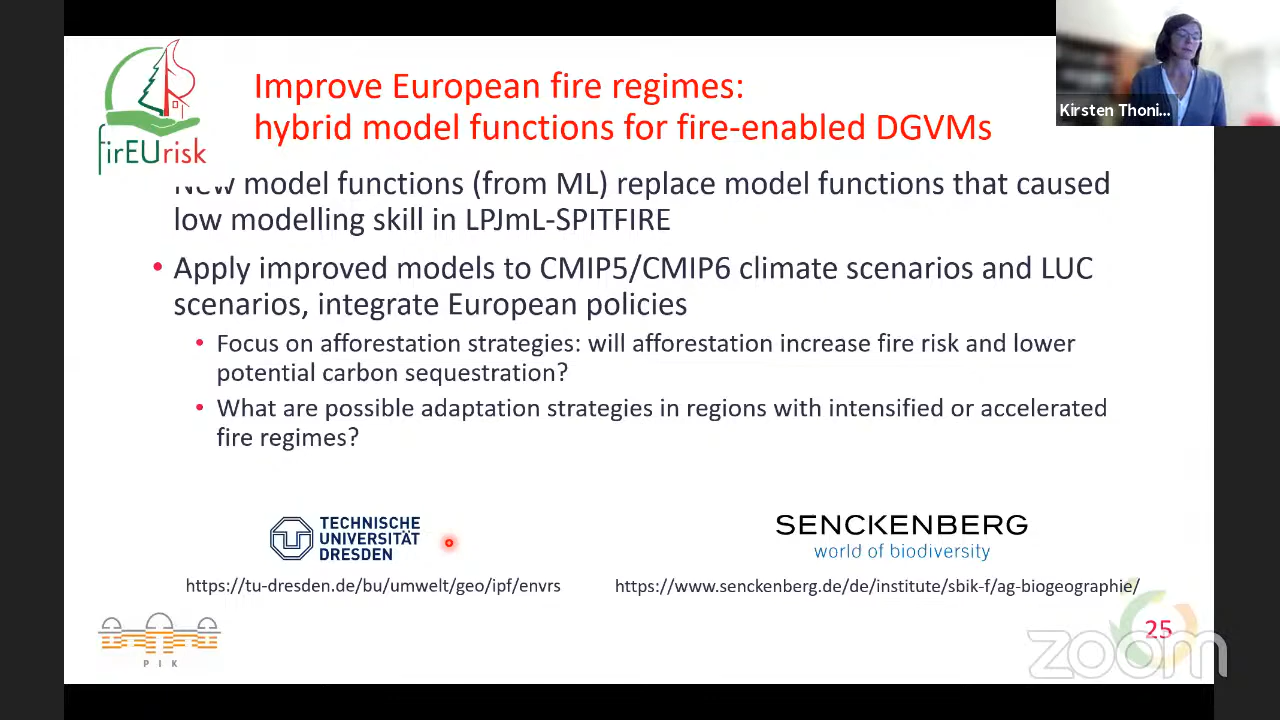 Improve European fire regimes:
hybrid model functions for fire-enabled DGVMs
Kirsten Thoni...
firEUrisk
New model functions (from ML) replace model functions that caused
low modelling skill in LPJmL-SPITFIRE
• Apply improved models to CMIP5/CMIP6 climate scenarios and LUC
scenarios, integrate European policies
• Focus on afforestation strategies: will afforestation increase fire risk and lower
potential carbon sequestration?
• What are possible adaptation strategies in regions with intensified or accelerated
fire regimes?
TECHNISCHE
UNIVERSITÄT
DRESDEN
https://tu-dresden.de/bu/umwelt/geo/ipf/envrs
SENCKENBERG
world of biodiversity
https://www.senckenberg.de/de/institute/sbik-f/ag-biogeographie/
PIK
25
zoom